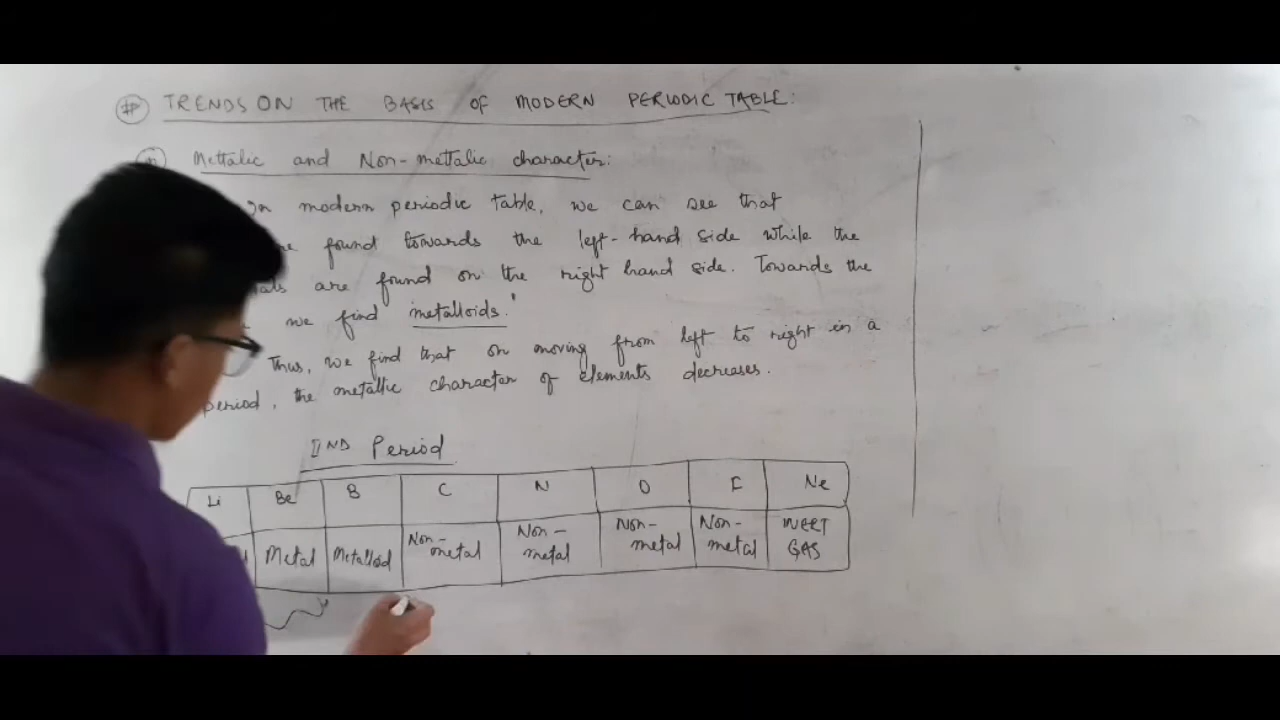 TRENDS ON THE BASIS OF MODERN PERIODIC TABLE:
Mettalic and Non-mettalic character:
In modern periodic table, we can see that
found towards the left-hand side while the
are found on the right hand side. Towards the
we find metalloids."
Thus, we find that on moving from left to right in a
period, the metallic character of elements decreases.
IIND Period
Li Be B C N O F Ne
Metal Metalloid Non-metal Non-metal Non-metal Non-metal INERT GAS